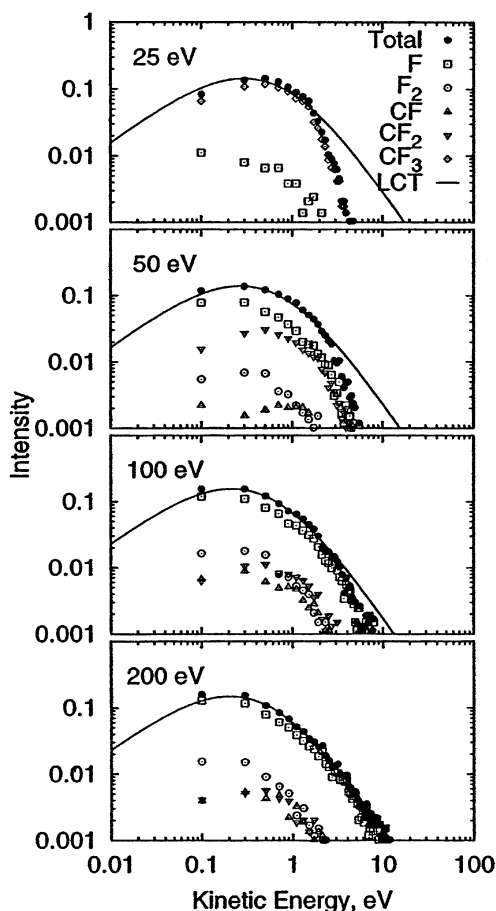 1
0.1
0.01
0.001
25 eV
Total
F
F2
CF
CF2
CF3
LCT
0.1
0.01
0.001
50 eV
0.1
0.01
0.001
100 eV
0.1
0.01
0.001
200 eV
0.01
0.1
1
10
100
Intensity
Kinetic Energy, eV